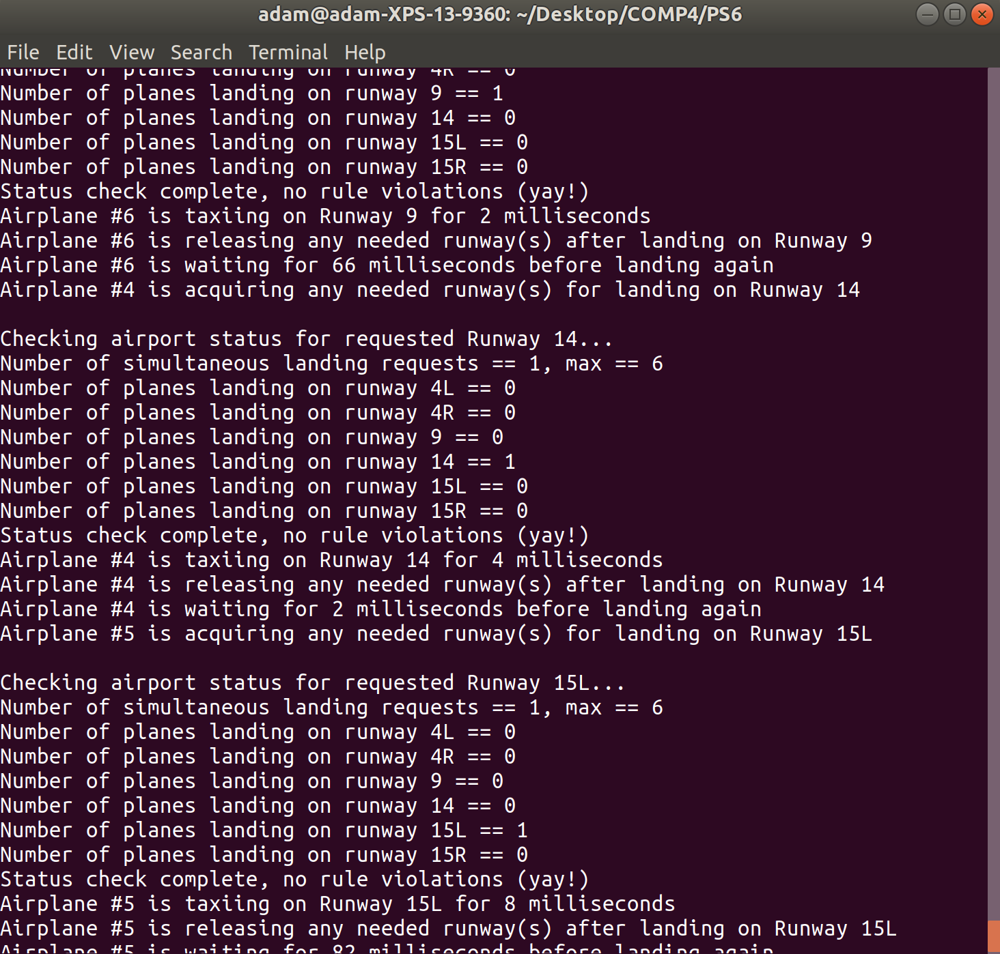 adam@adam-XPS-13-9360: ~/Desktop/COMP4/PS6
File Edit View Search Terminal Help
Number of planes landing on runway 4R == 0
Number of planes landing on runway 9 == 1
Number of planes landing on runway 14 == 0
Number of planes landing on runway 15L == 0
Number of planes landing on runway 15R == 0
Status check complete, no rule violations (yay!)
Airplane #6 is taxiing on Runway 9 for 2 milliseconds
Airplane #6 is releasing any needed runway(s) after landing on Runway 9
Airplane #6 is waiting for 66 milliseconds before landing again
Airplane #4 is acquiring any needed runway(s) for landing on Runway 14
Checking airport status for requested Runway 14...
Number of simultaneous landing requests == 1, max == 6
Number of planes landing on runway 4L == 0
Number of planes landing on runway 4R == 0
Number of planes landing on runway 9 == 0
Number of planes landing on runway 14 == 1
Number of planes landing on runway 15L == 0
Number of planes landing on runway 15R == 0
Status check complete, no rule violations (yay!)
Airplane #4 is taxiing on Runway 14 for 4 milliseconds
Airplane #4 is releasing any needed runway(s) after landing on Runway 14
Airplane #4 is waiting for 2 milliseconds before landing again
Airplane #5 is acquiring any needed runway(s) for landing on Runway 15L
Checking airport status for requested Runway 15L...
Number of simultaneous landing requests == 1, max == 6
Number of planes landing on runway 4L == 0
Number of planes landing on runway 4R == 0
Number of planes landing on runway 9 == 0
Number of planes landing on runway 14 == 0
Number of planes landing on runway 15L == 1
Number of planes landing on runway 15R == 0
Status check complete, no rule violations (yay!)
Airplane #5 is taxiing on Runway 15L for 8 milliseconds
Airplane #5 is releasing any needed runway(s) after landing on Runway 15L
Airplane #5 is waiting for 82 milliseconds before landing again